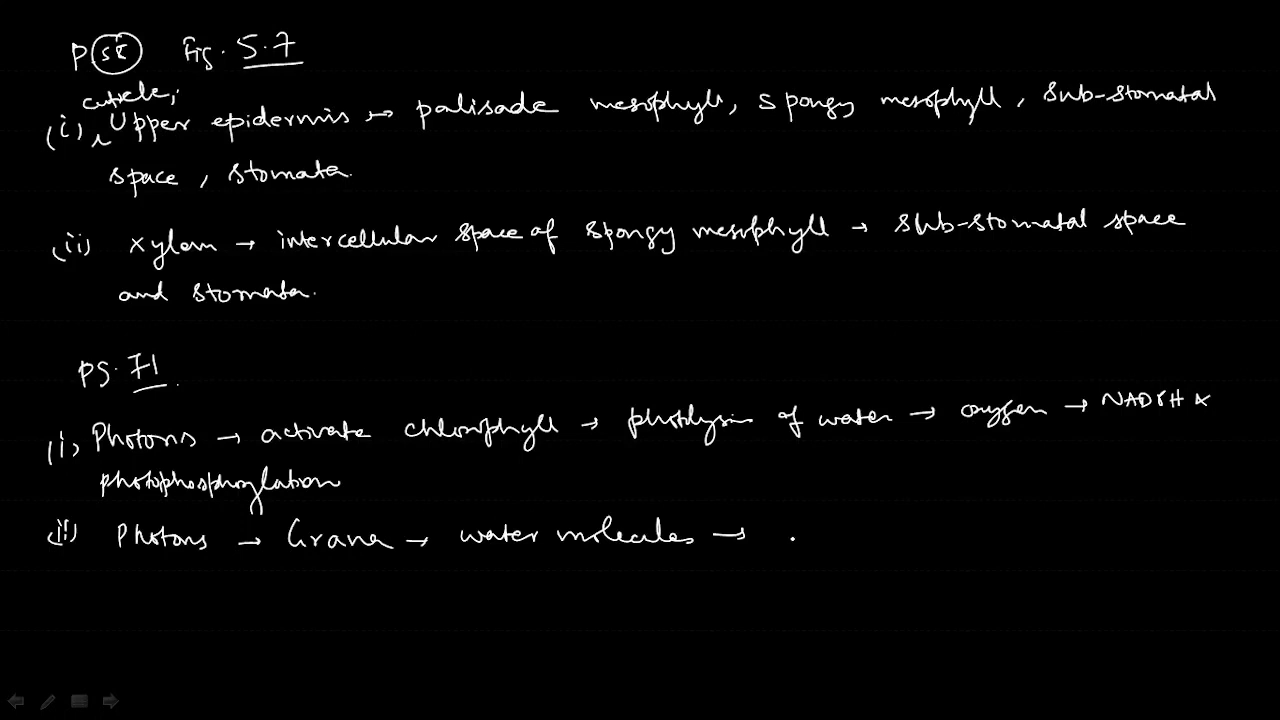 P 58 Fig. 5.7
cuticle,
(i) Upper epidermis → palisade mesophyll, spongy mesophyll, sub-stomatal
space, stomata.
(ii) xylem → intercellular space of spongy mesophyll → sub-stomatal space
and stomata.
PG. 71.
(i) Photons → activate chlorophyll → photolysis of water → oxygen → NADPH &
photophosphorylation
(ii) Photons → Grana → water molecules → .